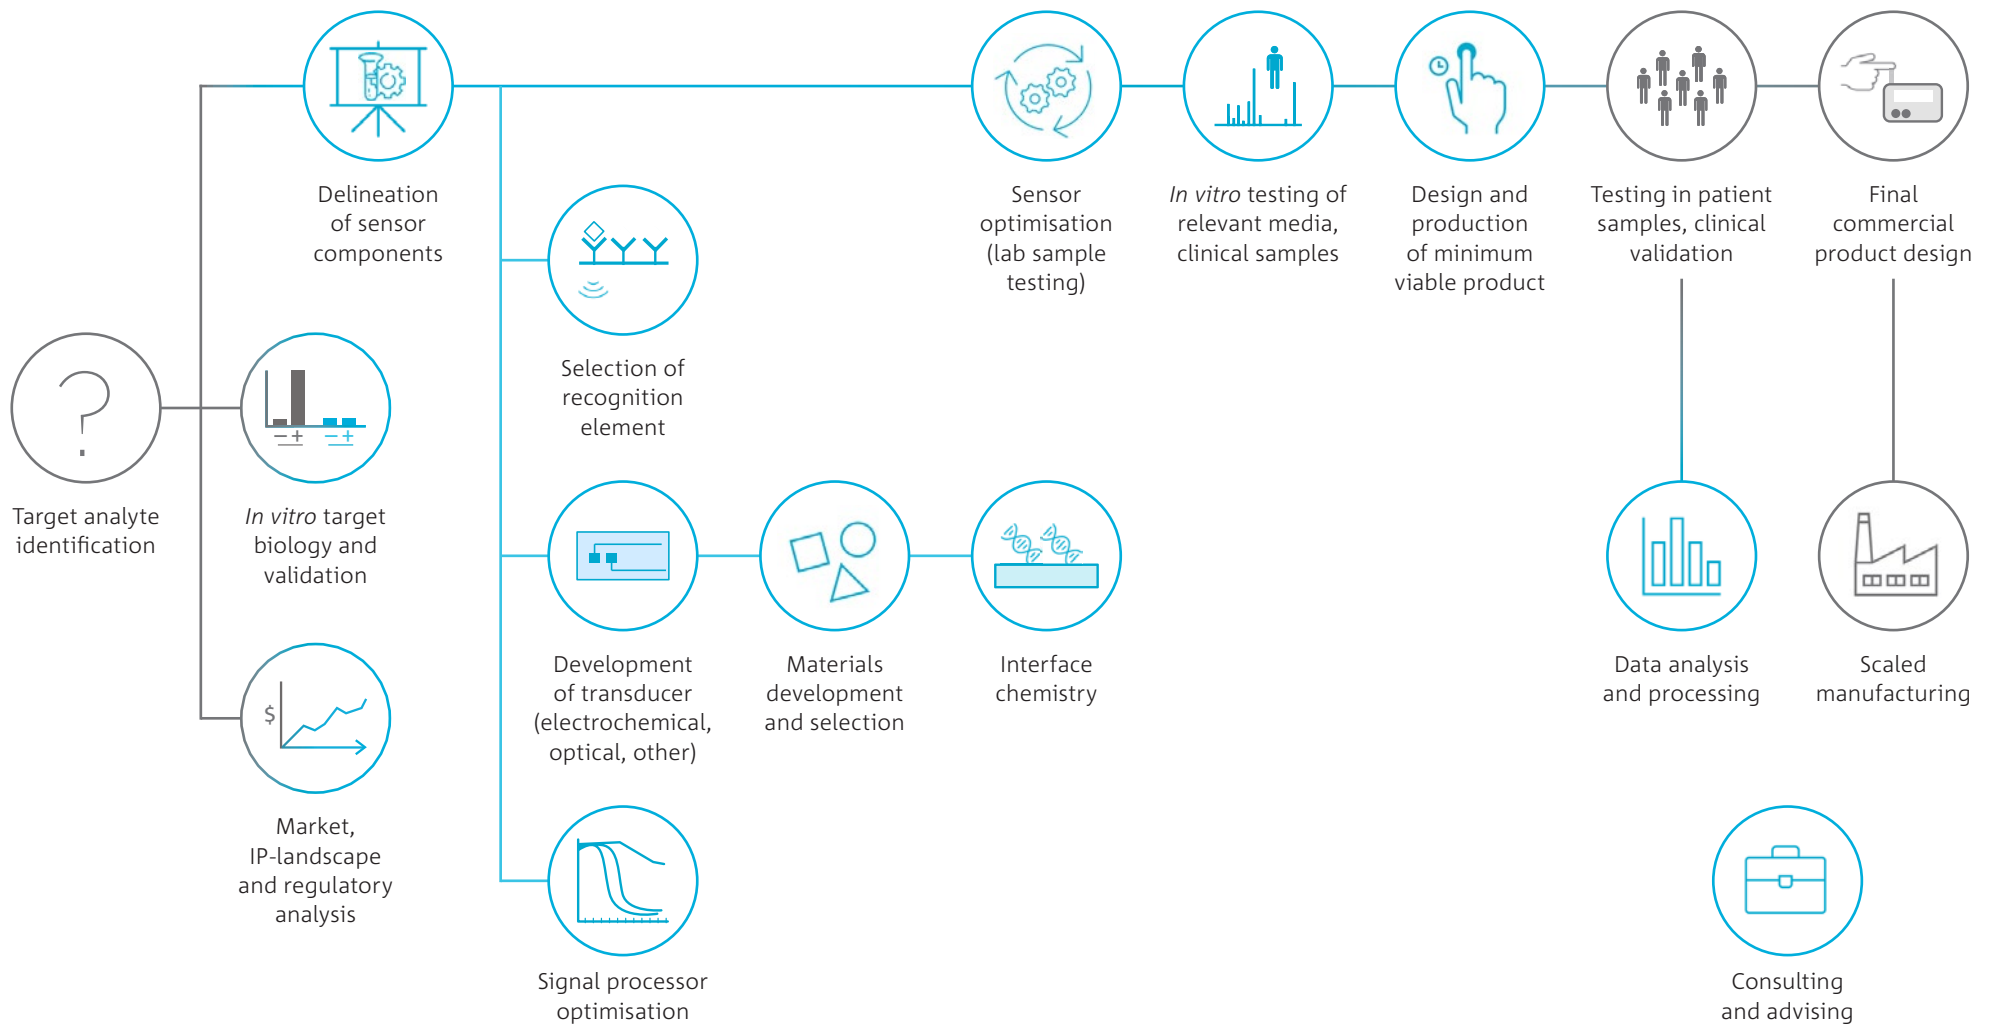 Delineation
of sensor
components
Sensor
optimisation
(lab sample
testing)
In vitro testing of
relevant media,
clinical samples
Design and
production
of minimum
viable product
Testing in patient
samples, clinical
validation
Final
commercial
product design
Selection of
recognition
element
?
Target analyte
identification
− +
− +
In vitro target
biology and
validation
Development
of transducer
(electrochemical,
optical, other)
Materials
development
and selection
Interface
chemistry
Data analysis
and processing
Scaled
manufacturing
$
Market,
IP-landscape
and regulatory
analysis
Signal processor
optimisation
Consulting
and advising